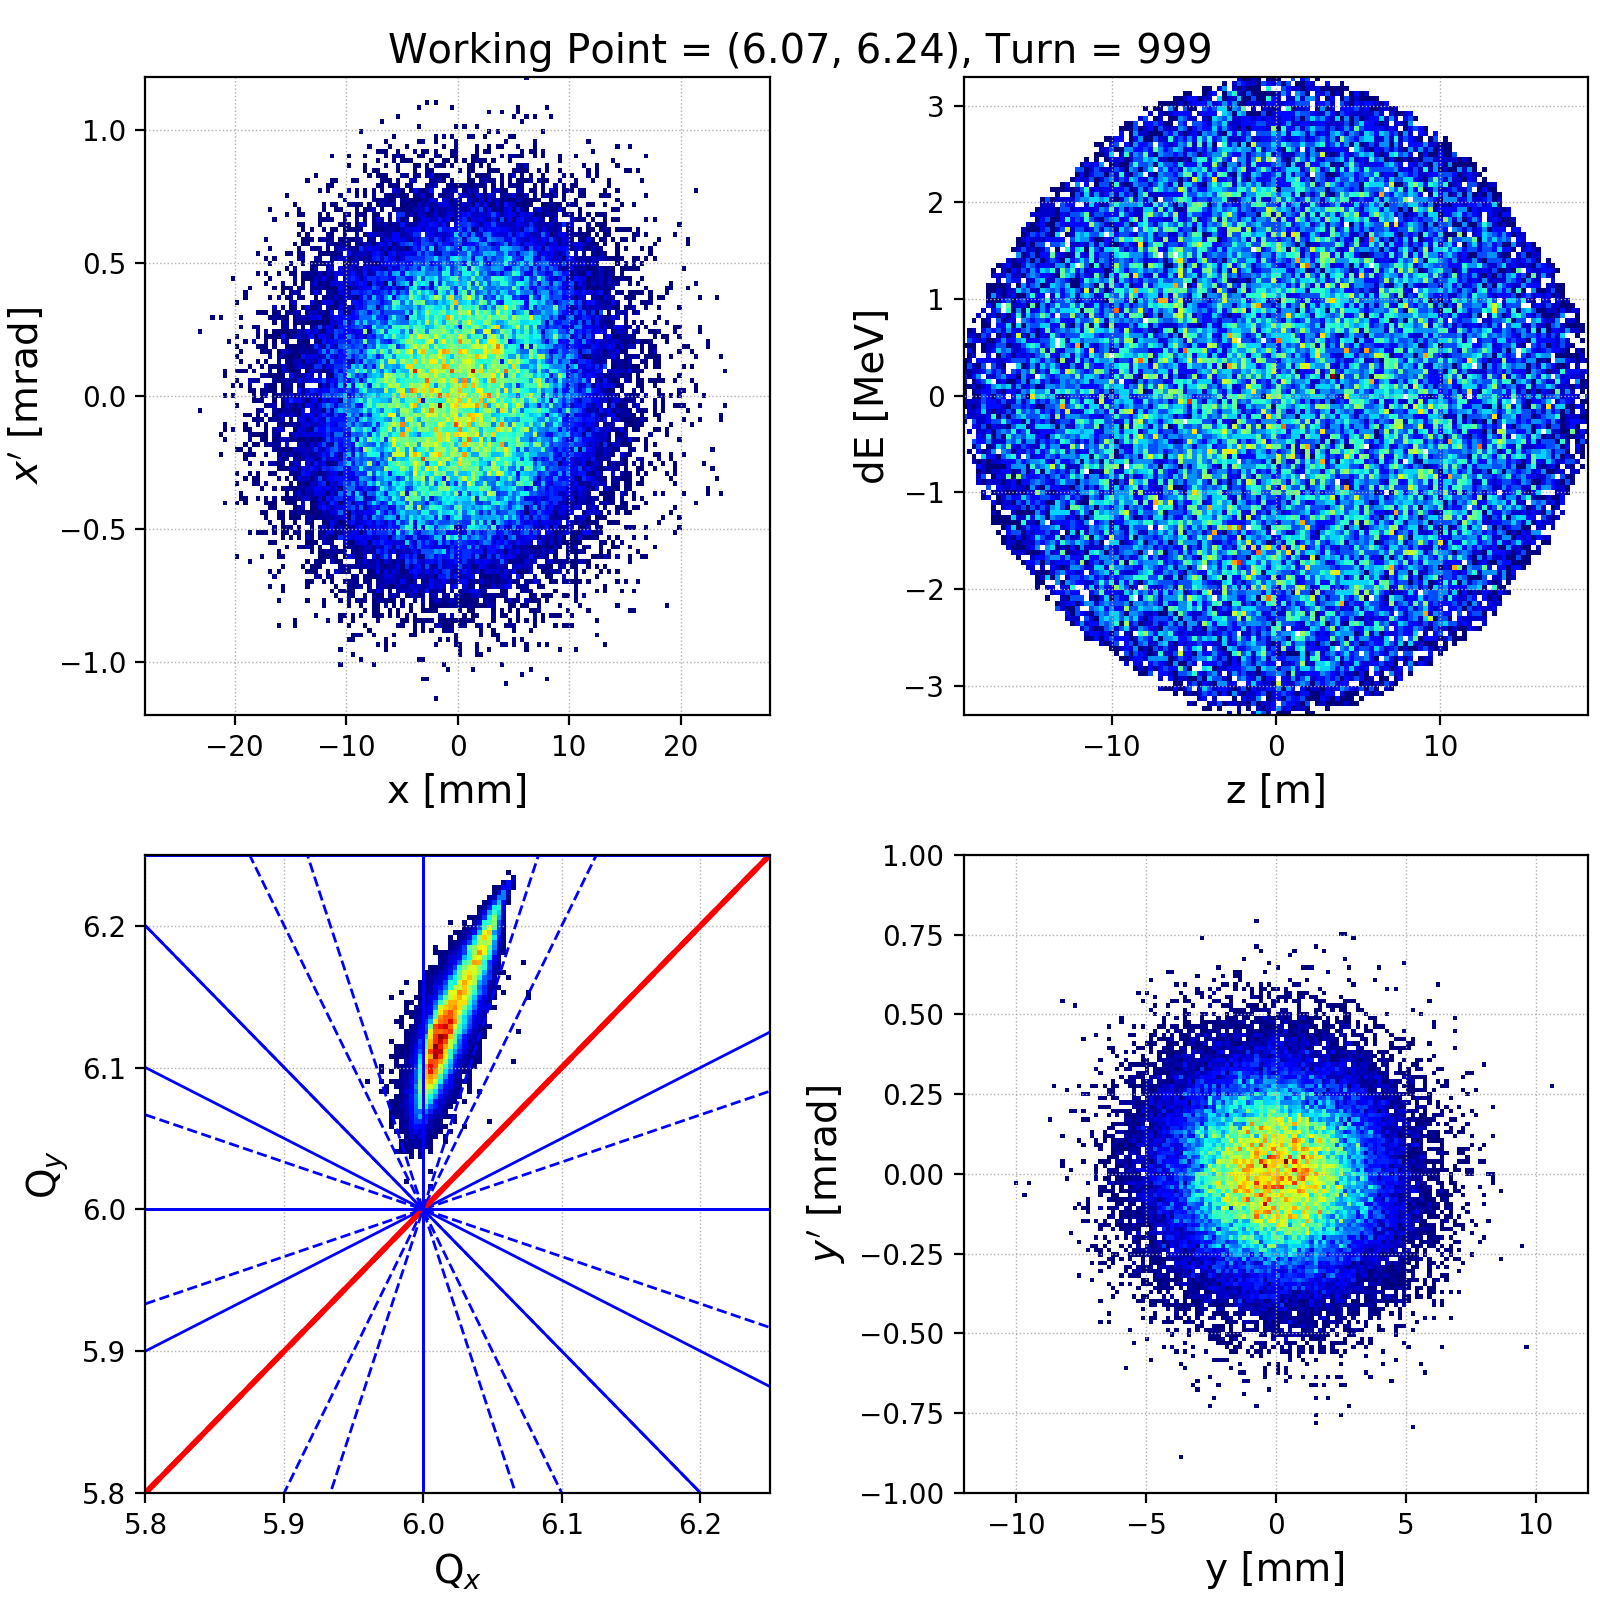 Working Point = (6.07, 6.24), Turn = 999
1.0
0.5
0.0
−0.5
−1.0
x′ [mrad]
−20 −10 0 10 20
x [mm]
3
2
1
0
−1
−2
−3
dE [MeV]
−10 0 10
z [m]
6.2
6.1
6.0
5.9
5.8
Qy
5.8 5.9 6.0 6.1 6.2
Qx
1.00
0.75
0.50
0.25
0.00
−0.25
−0.50
−0.75
−1.00
y′ [mrad]
−10 −5 0 5 10
y [mm]